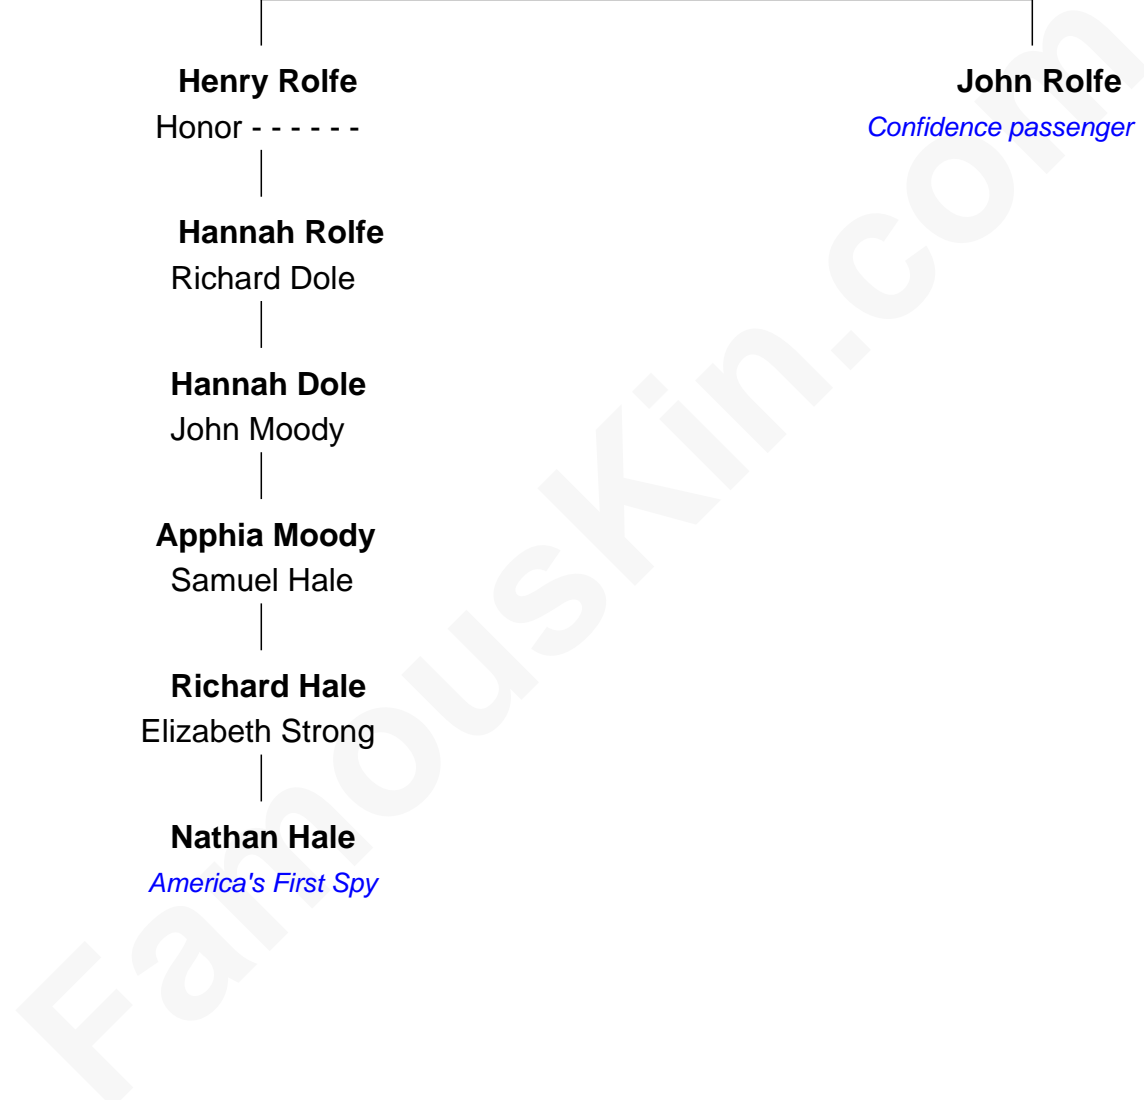 Henry Rolfe
Honor - - - - - -
John Rolfe
Confidence passenger
Hannah Rolfe
Richard Dole
Hannah Dole
John Moody
Apphia Moody
Samuel Hale
Richard Hale
Elizabeth Strong
Nathan Hale
America's First Spy
FamousKin.com